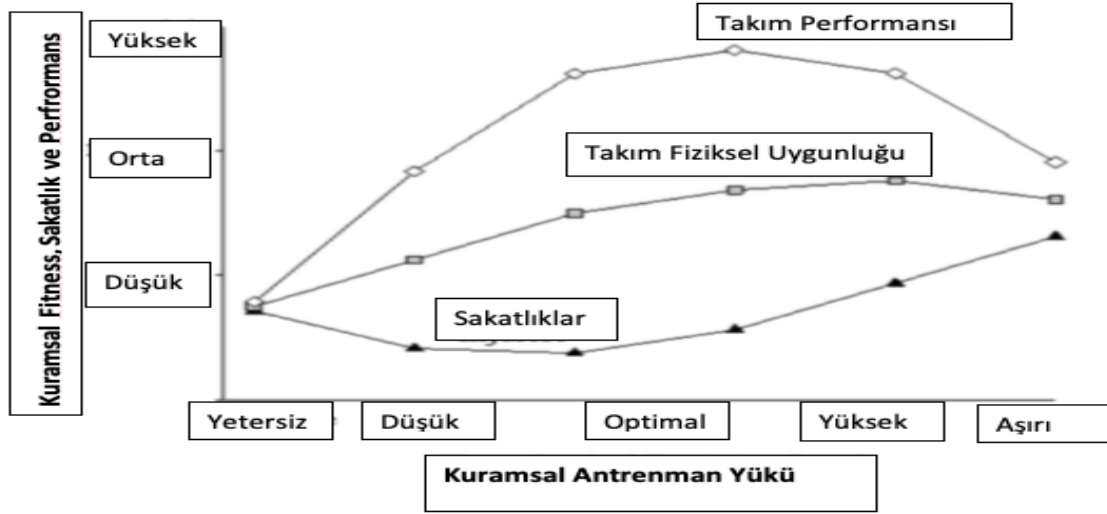 Kuramsal Fitness, Sakatlık ve Perfrormans
Yüksek
Orta
Düşük
Takım Performansı
Takım Fiziksel Uygunluğu
Sakatlıklar
Yetersiz
Düşük
Optimal
Yüksek
Aşırı
Kuramsal Antrenman Yükü